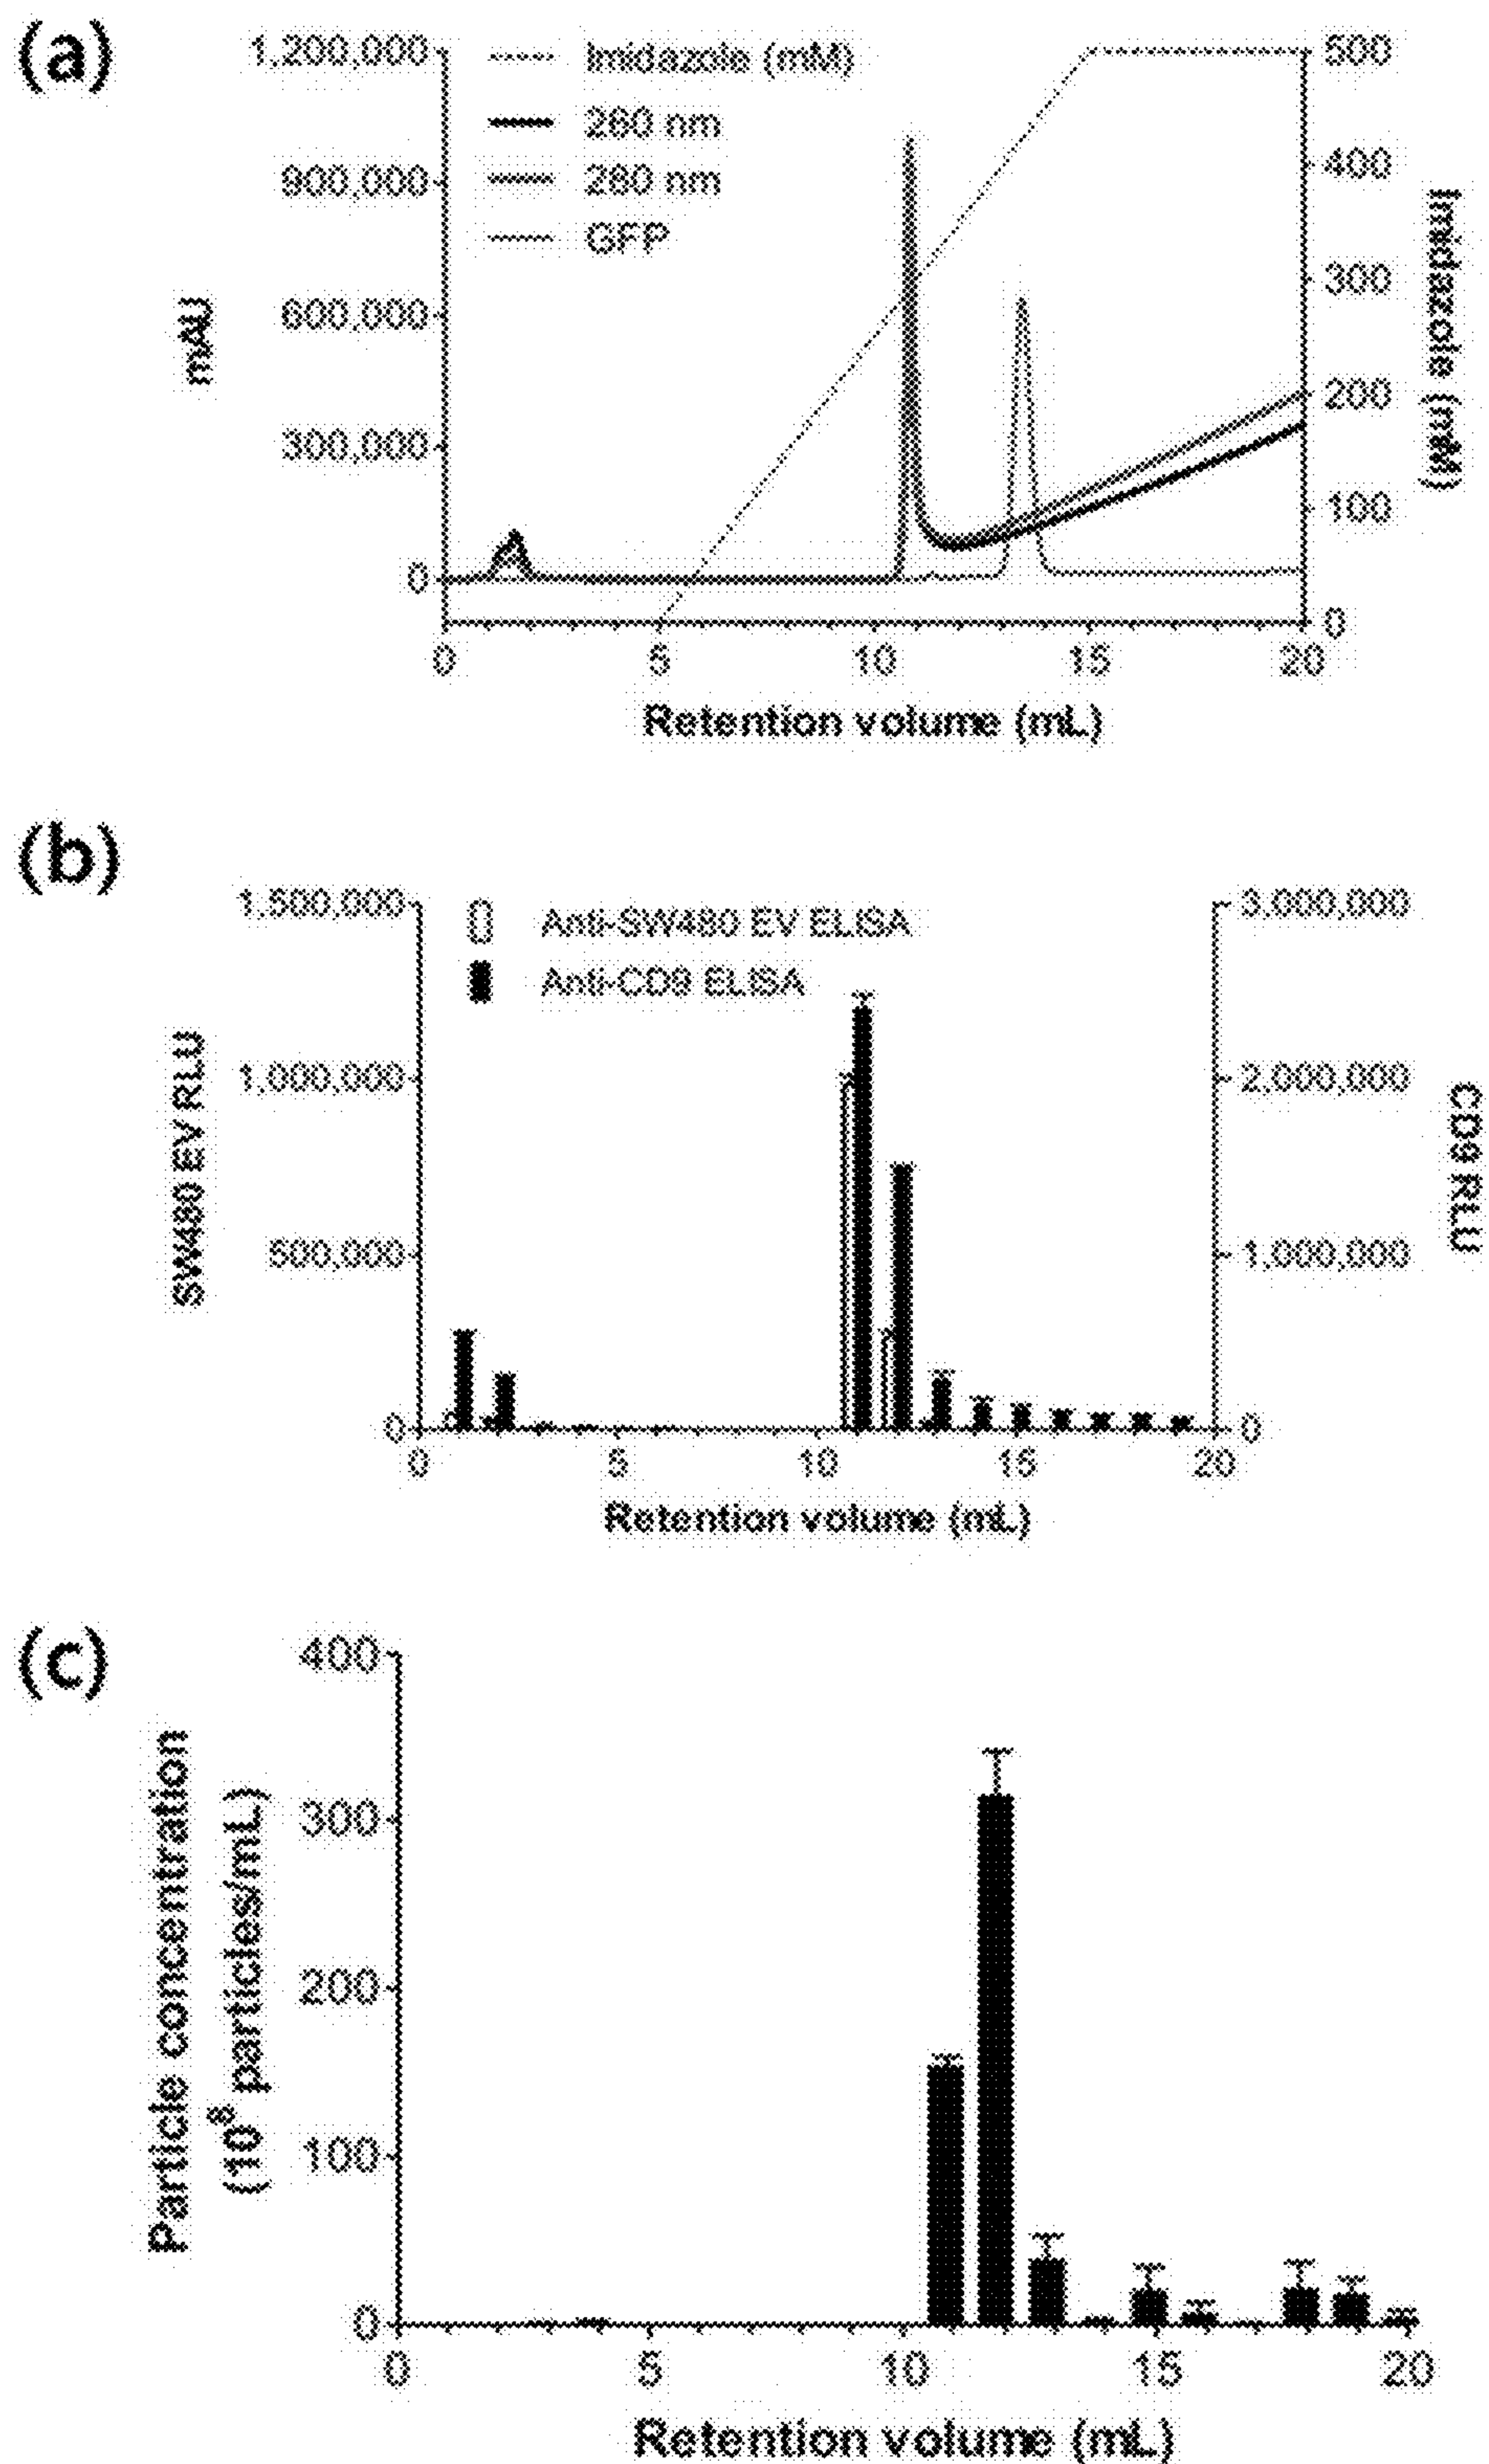 (a)
1,200,000
900,000
600,000
300,000
0
mAU
Imidazole (mM)
260 nm
280 nm
GFP
500
400
300
200
100
0
Imidazole (mM)
0 5 10 15 20
Retention volume (mL)
(b)
1,500,000
1,000,000
500,000
0
SW480 EV RLU
Anti-SW480 EV ELISA
Anti-CD9 ELISA
3,000,000
2,000,000
1,000,000
0
CD9 RLU
0 5 10 15 20
Retention volume (mL)
(c)
400
300
200
100
0
Particle concentration
(10⁸ particles/mL)
0 5 10 15 20
Retention volume (mL)